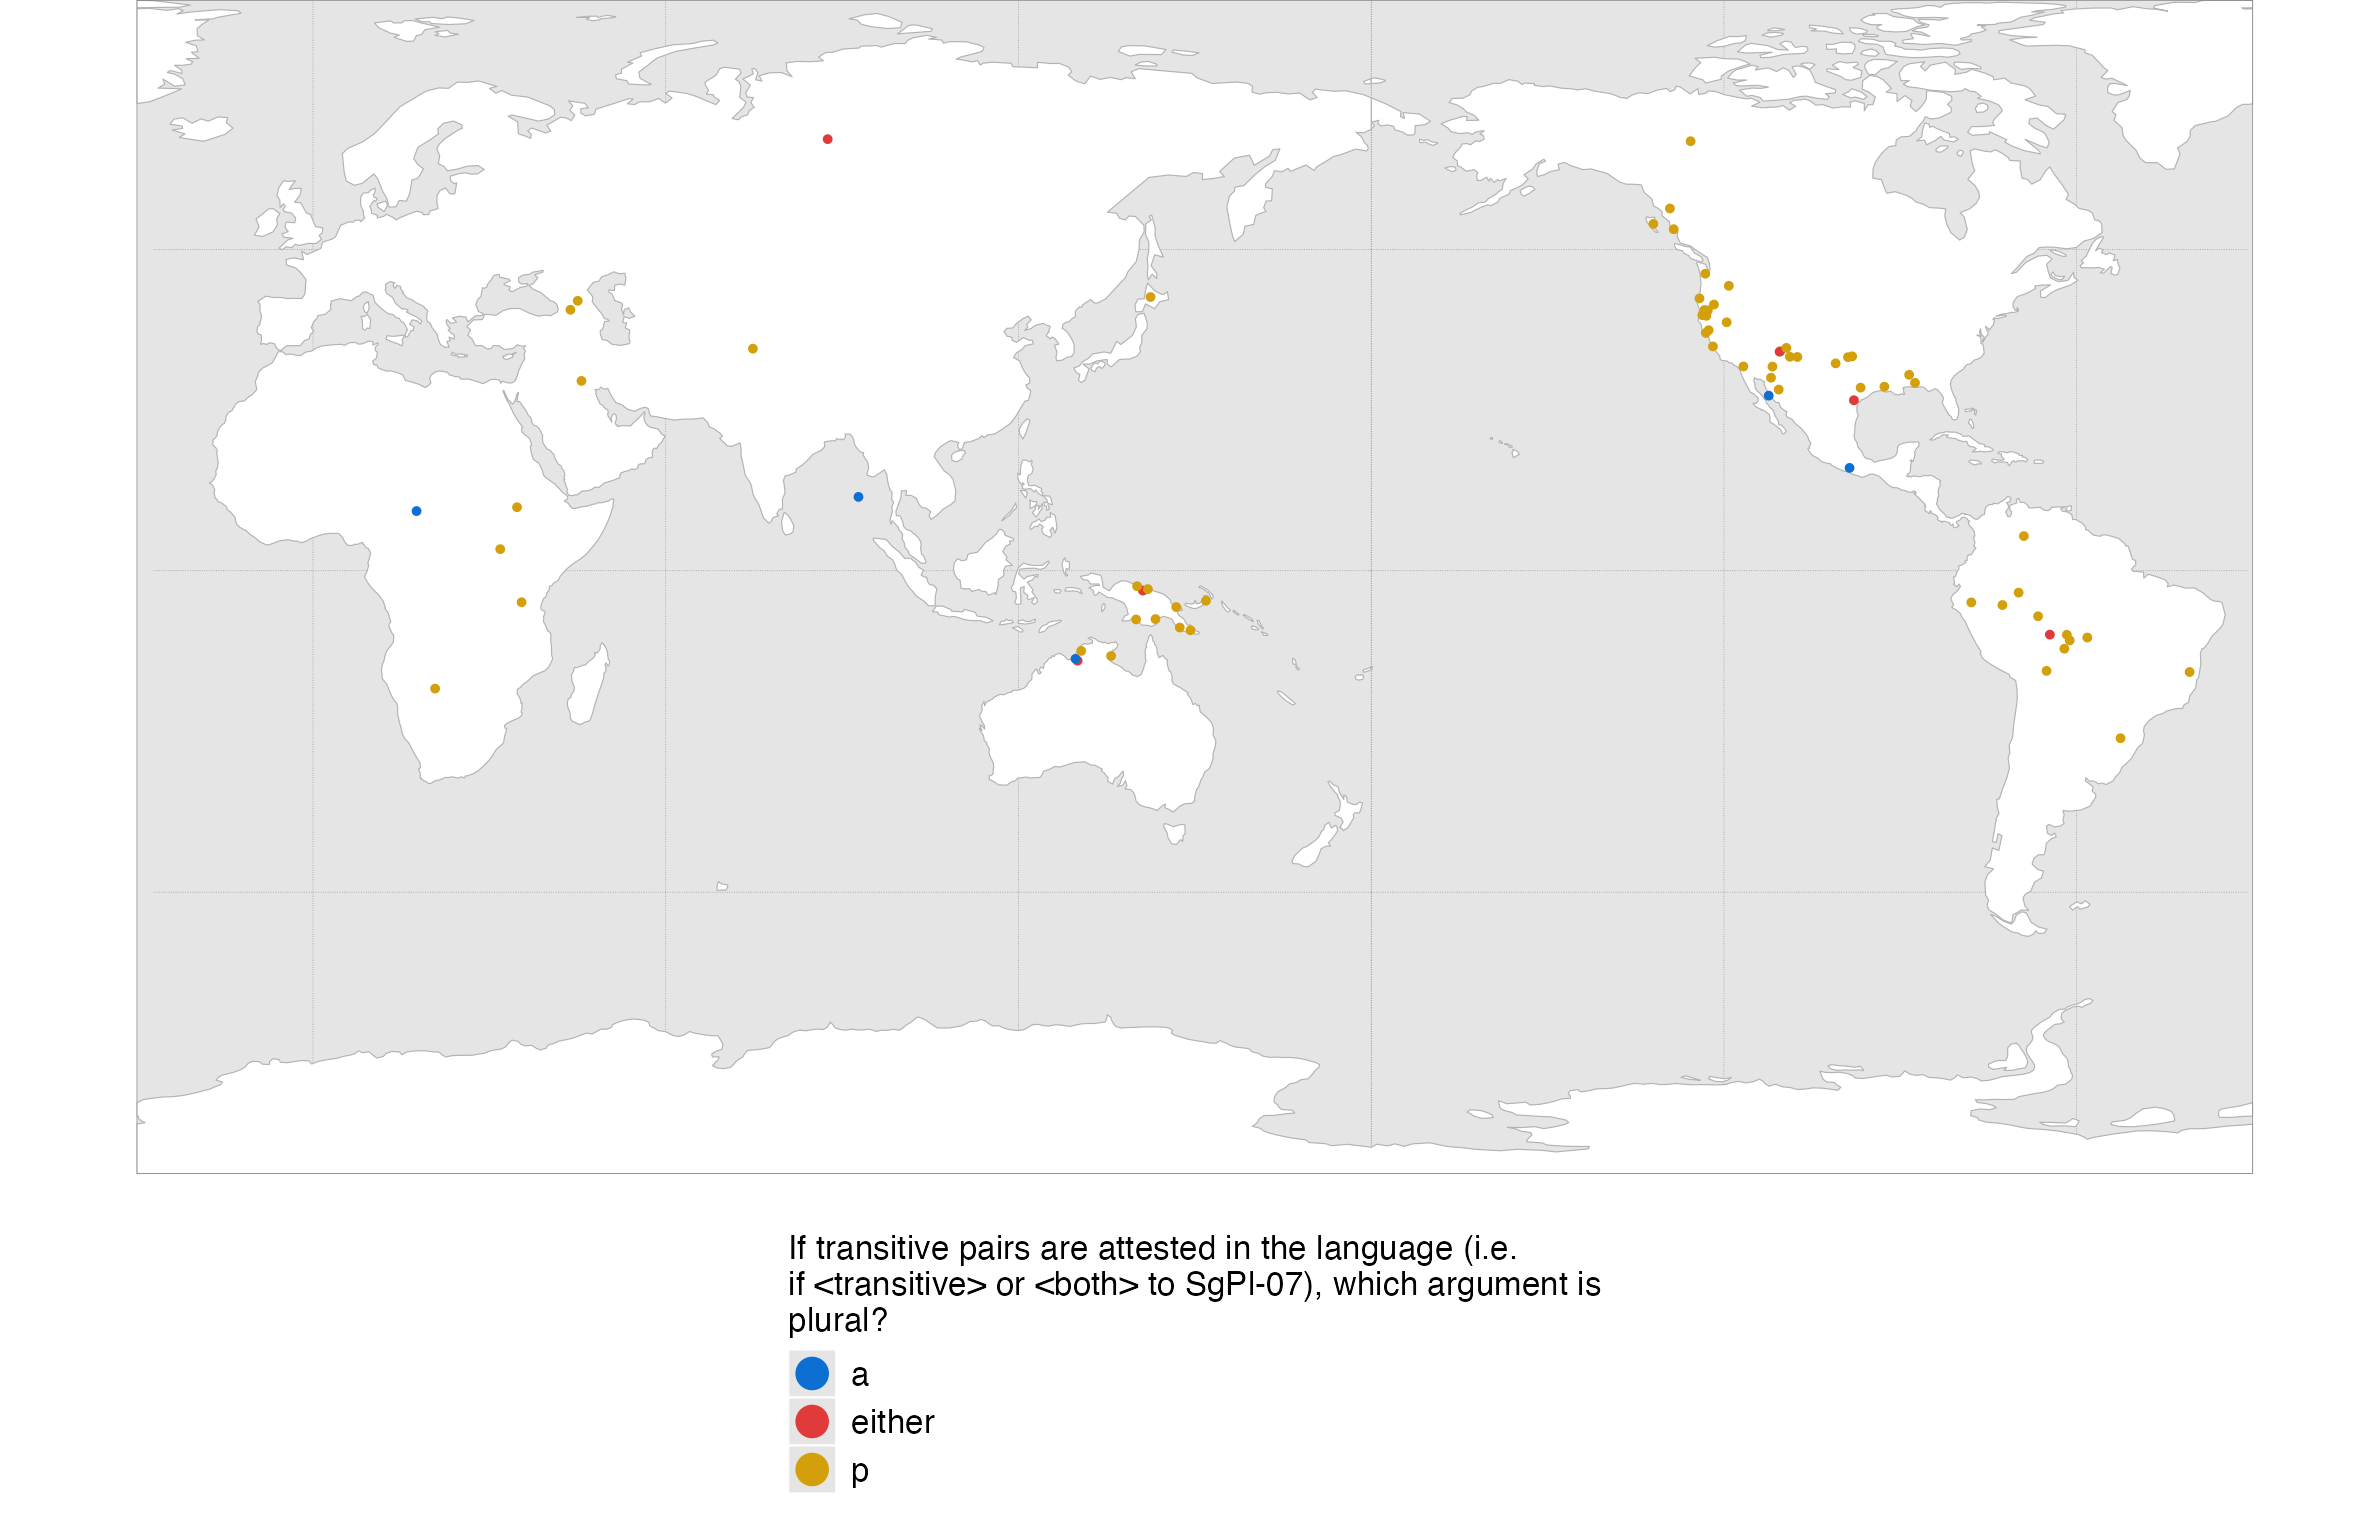 If transitive pairs are attested in the language (i.e.
if <transitive> or <both> to SgPl-07), which argument is
plural?
a
either
p